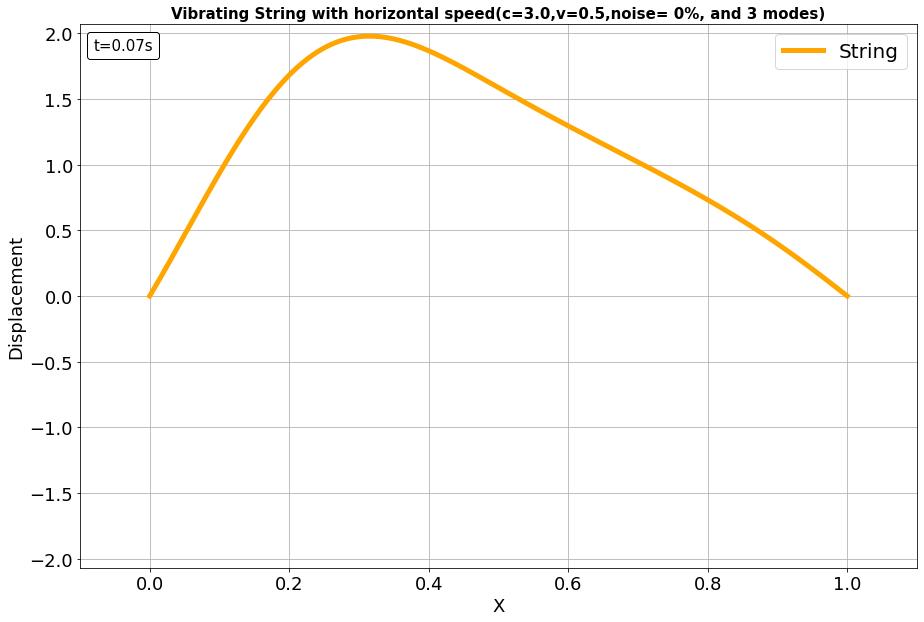 Vibrating String with horizontal speed(c=3.0,v=0.5,noise= 0%, and 3 modes)
t=0.07s
String
2.0
1.5
1.0
0.5
0.0
−0.5
−1.0
−1.5
−2.0
Displacement
0.0 0.2 0.4 0.6 0.8 1.0
X